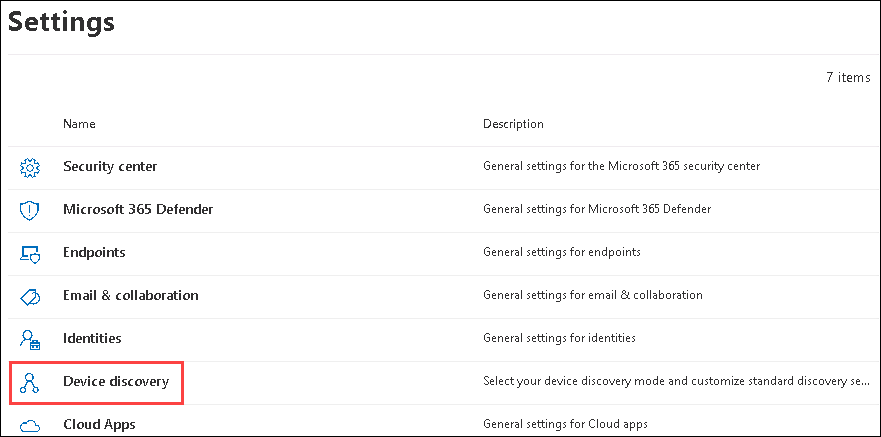 Settings
7 items
Name Description
Security center General settings for the Microsoft 365 security center
Microsoft 365 Defender General settings for Microsoft 365 Defender
Endpoints General settings for endpoints
Email & collaboration General settings for email & collaboration
Identities General settings for identities
Device discovery Select your device discovery mode and customize standard discovery se...
Cloud Apps General settings for Cloud apps